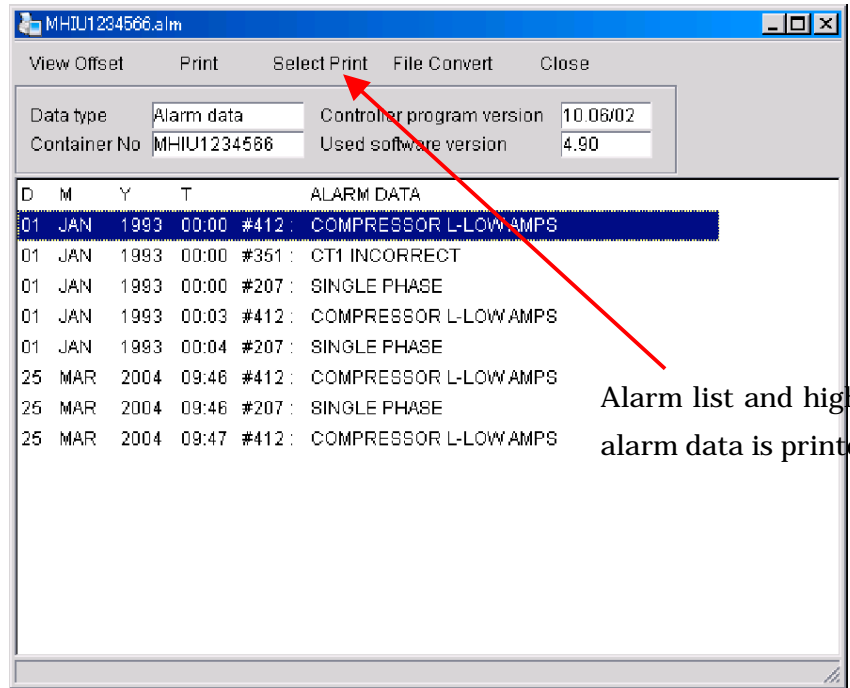 MHIU1234566.alm
View Offset Print Select Print File Convert Close
Data type Alarm data Controller program version 10.06/02
Container No MHIU1234566 Used software version 4.90
D M Y T ALARM DATA
01 JAN 1993 00:00 #412 : COMPRESSOR L-LOW AMPS
01 JAN 1993 00:00 #351 : CT1 INCORRECT
01 JAN 1993 00:00 #207 : SINGLE PHASE
01 JAN 1993 00:03 #412 : COMPRESSOR L-LOW AMPS
01 JAN 1993 00:04 #207 : SINGLE PHASE
25 MAR 2004 09:46 #412 : COMPRESSOR L-LOW AMPS
25 MAR 2004 09:46 #207 : SINGLE PHASE
25 MAR 2004 09:47 #412 : COMPRESSOR L-LOW AMPS
Alarm list and
alarm data is